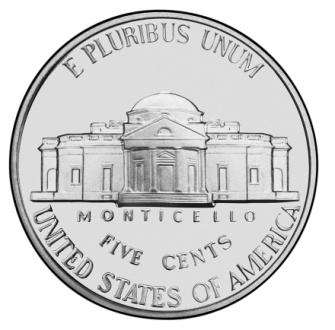 E PLURIBUS UNUM
MONTICELLO
FIVE CENTS
UNITED STATES OF AMERICA